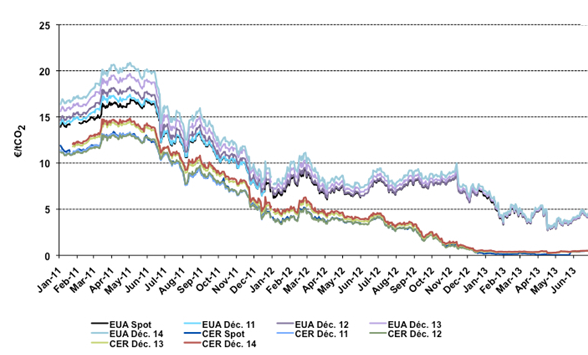 25
20
15
10
5
0
€/tCO2
Jan-11 Feb-11 Mar-11 Apr-11 May-11 Jun-11 Jul-11 Aug-11 Sep-11 Oct-11 Nov-11 Dec-11 Jan-12 Feb-12 Mar-12 Apr-12 May-12 Jun-12 Jul-12 Aug-12 Sep-12 Oct-12 Nov-12 Dec-12 Jan-13 Feb-13 Mar-13 Apr-13 May-13 Jun-13
EUA Spot EUA Déc. 11 EUA Déc. 12 EUA Déc. 13
EUA Déc. 14 CER Spot CER Déc. 11 CER Déc. 12
CER Déc. 13 CER Déc. 14